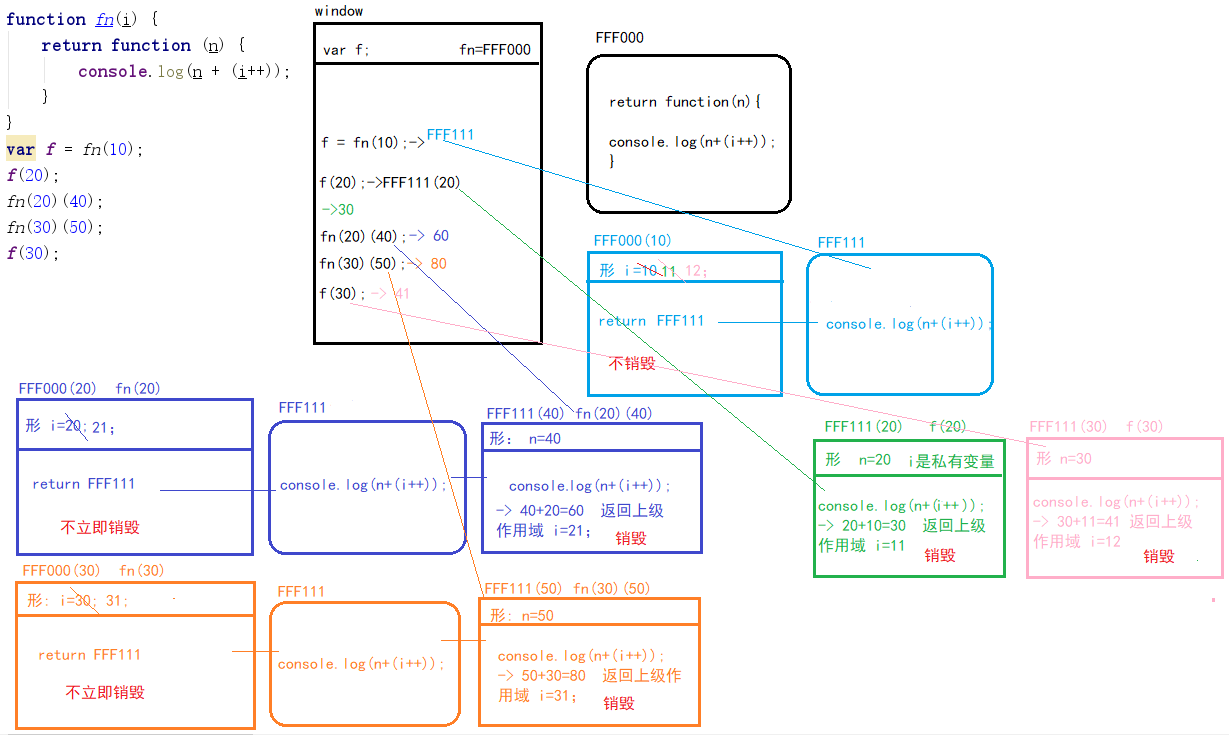 function fn(i) {
return function (n) {
console.log(n + (i++));
}
}
var f = fn(10);
f(20);
fn(20)(40);
fn(30)(50);
f(30);
window
var f; fn=FFF000
f = fn(10);->FFF111
f(20);->FFF111(20)
->30
fn(20)(40);-> 60
fn(30)(50);-> 80
f(30);-> 41
FFF000
return function(n){
console.log(n+(i++));
}
FFF000(10)
形 i=10 11 12;
return FFF111
不销毁
FFF111
console.log(n+(i++));
FFF000(20) fn(20)
形 i=20; 21;
return FFF111
不立即销毁
FFF111
console.log(n+(i++));
FFF111(40) fn(20)(40)
形: n=40
console.log(n+(i++));
-> 40+20=60 返回上级
作用域 i=21;
销毁
FFF111(20) f(20)
形 n=20 i是私有变量
console.log(n+(i++));
-> 20+10=30 返回上级
作用域 i=11
销毁
FFF111(30) f(30)
形 n=30
console.log(n+(i++));
-> 30+11=41 返回上级
作用域 i=12
销毁
FFF000(30) fn(30)
形: i=30; 31;
return FFF111
不立即销毁
FFF111
console.log(n+(i++));
FFF111(50) fn(30)(50)
形: n=50
console.log(n+(i++));
-> 50+30=80 返回上级作
用域 i=31;
销毁